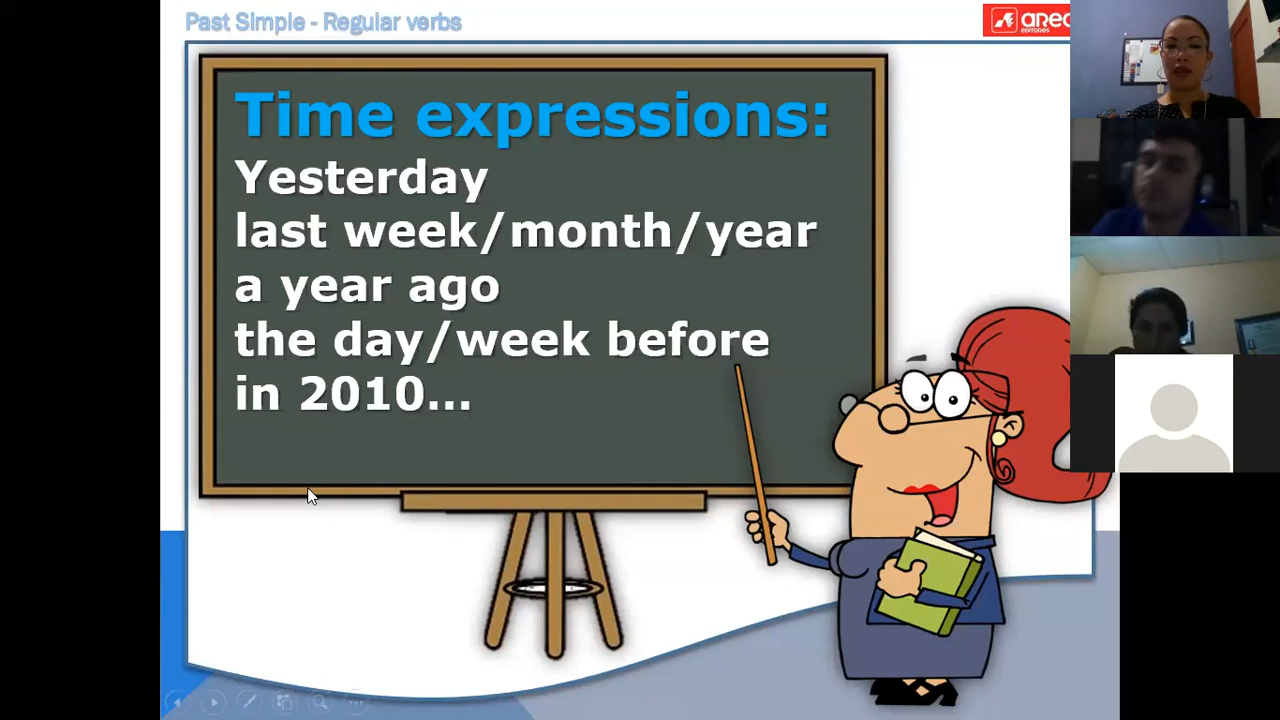 Past Simple - Regular verbs
Time expressions:
Yesterday
last week/month/year
a year ago
the day/week before
in 2010...